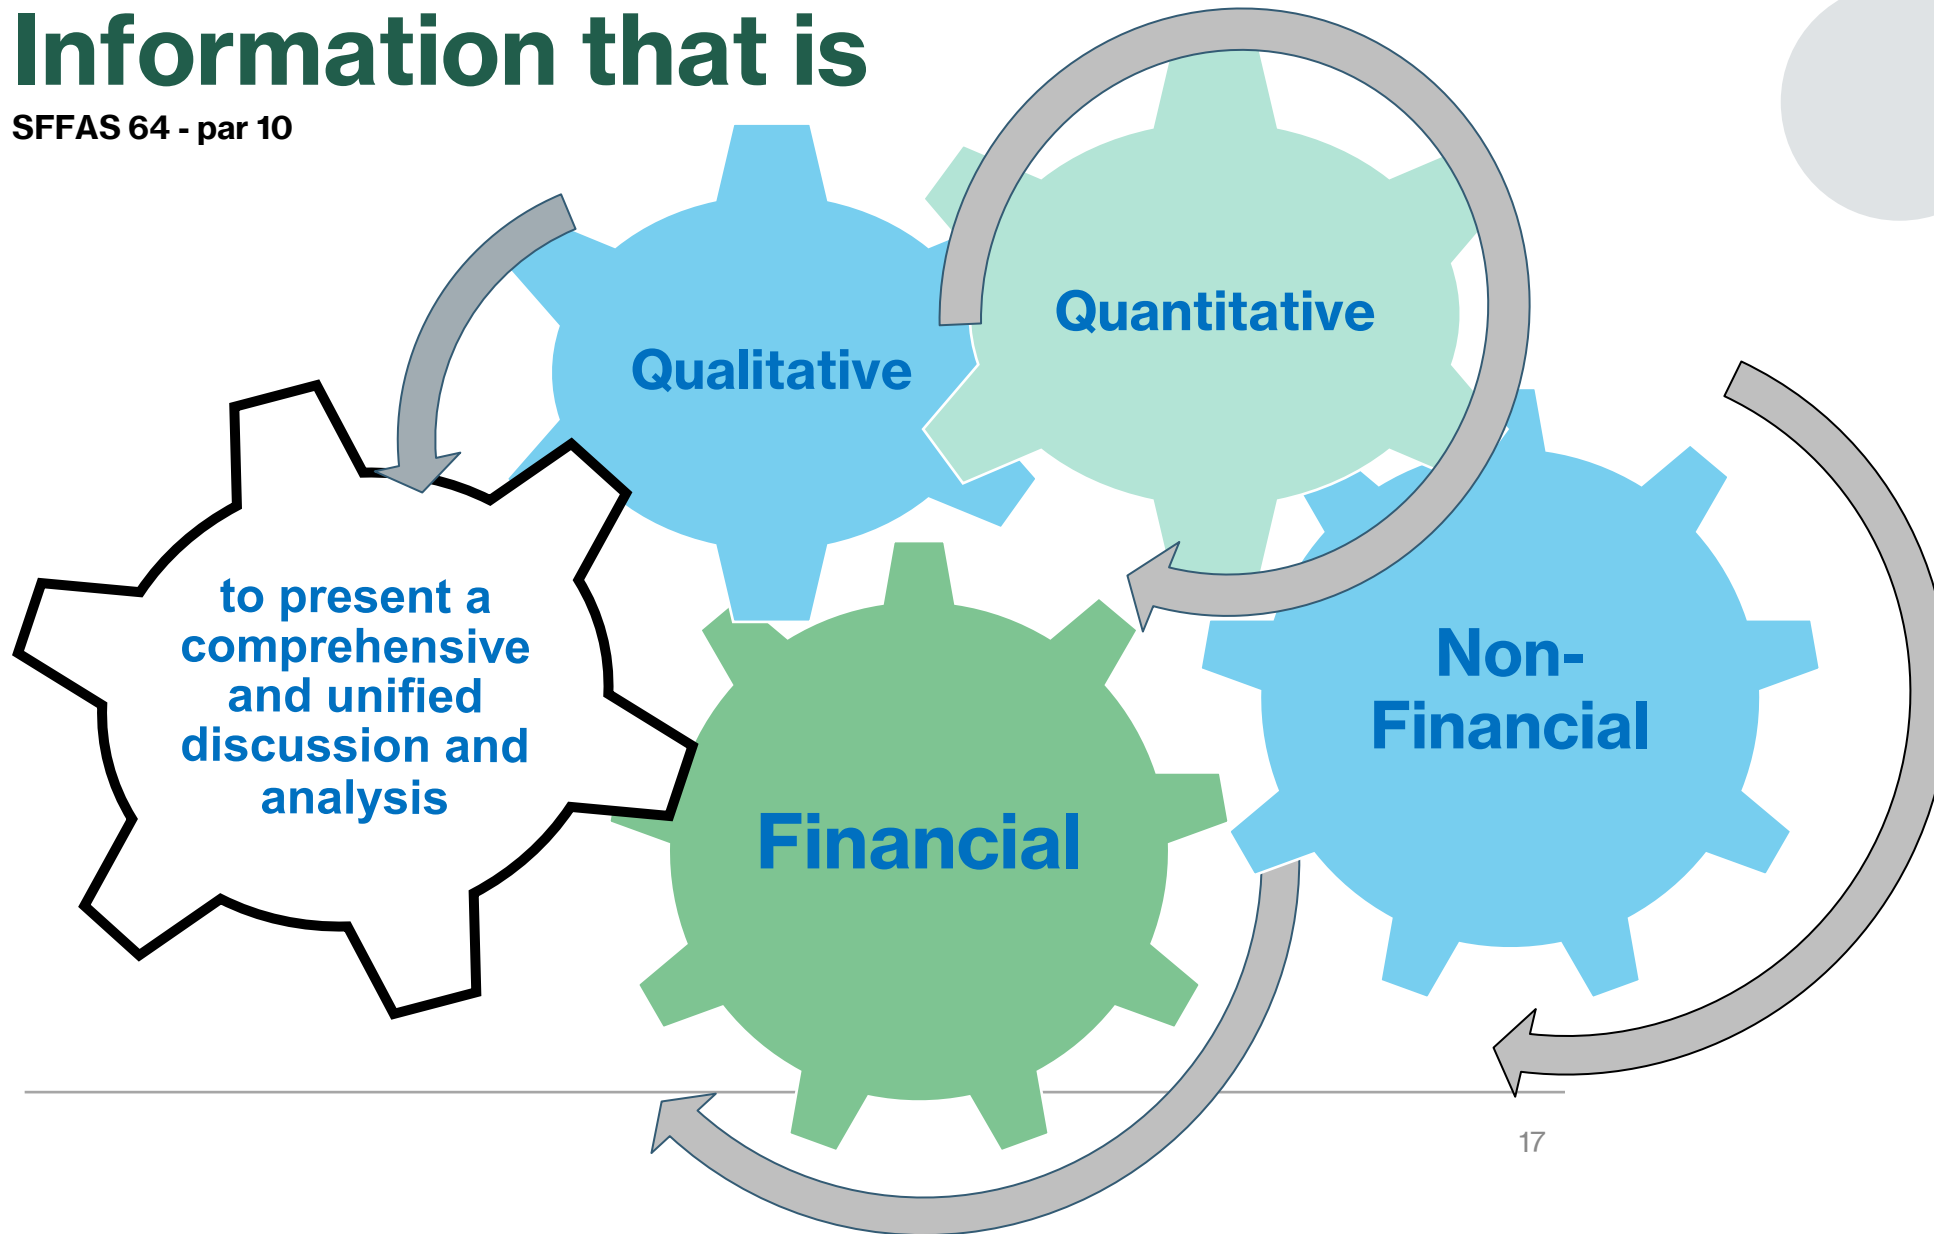 Information that is
SFFAS 64 - par 10
Qualitative
Quantitative
Non-
Financial
Financial
to present a
comprehensive
and unified
discussion and
analysis
17